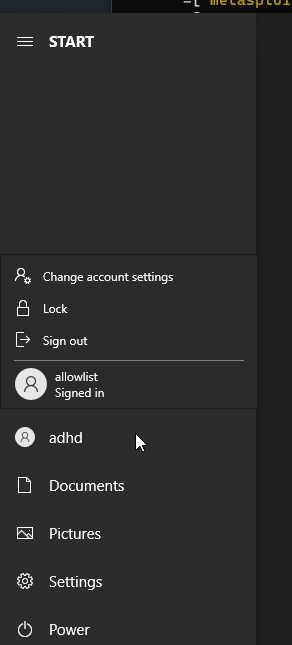 =[ metasploi
START
Change account settings
Lock
Sign out
allowlist
Signed in
adhd
Documents
Pictures
Settings
Power